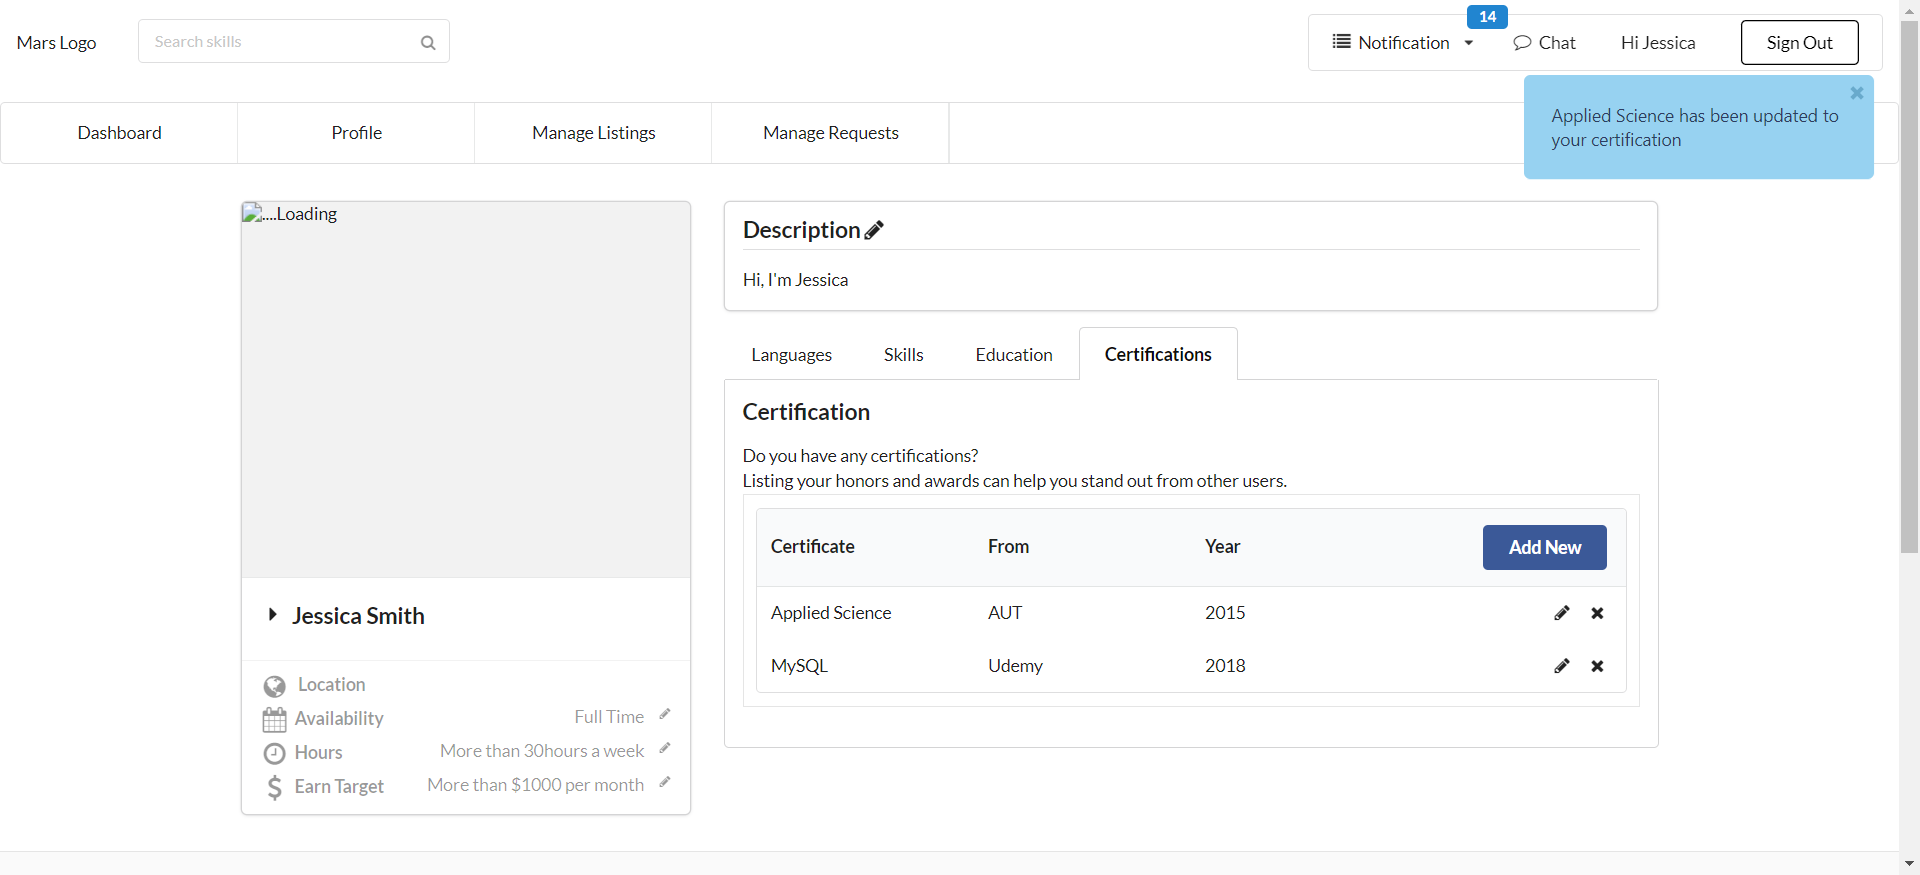 Mars Logo
Search skills
14
Notification
Chat
Hi Jessica
Sign Out
Dashboard
Profile
Manage Listings
Manage Requests
Applied Science has been updated to
your certification
....Loading
Jessica Smith
Location
Availability
Full Time
Hours
More than 30hours a week
Earn Target
More than $1000 per month
Description
Hi, I'm Jessica
Languages
Skills
Education
Certifications
Certification
Do you have any certifications?
Listing your honors and awards can help you stand out from other users.
Certificate From Year Add New
Applied Science AUT 2015
MySQL Udemy 2018